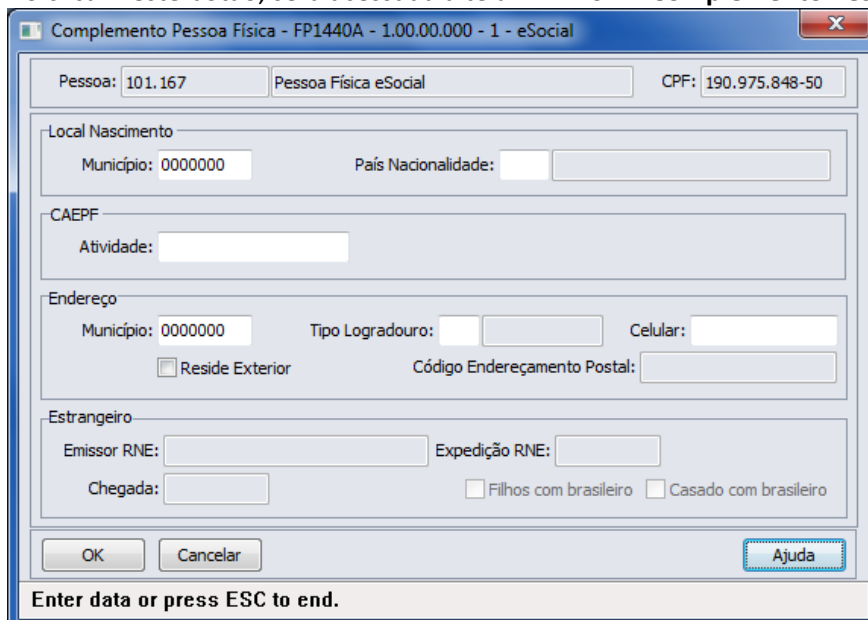 Complemento Pessoa Física - FP1440A - 1.00.00.000 - 1 - eSocial
Pessoa: 101.167 Pessoa Física eSocial CPF: 190.975.848-50
Local Nascimento
Município: 0000000 País Nacionalidade:
CAEPF
Atividade:
Endereço
Município: 0000000 Tipo Logradouro: Celular:
Reside Exterior Código Endereçamento Postal:
Estrangeiro
Emissor RNE: Expedição RNE:
Chegada: Filhos com brasileiro Casado com brasileiro
OK Cancelar Ajuda
Enter data or press ESC to end.